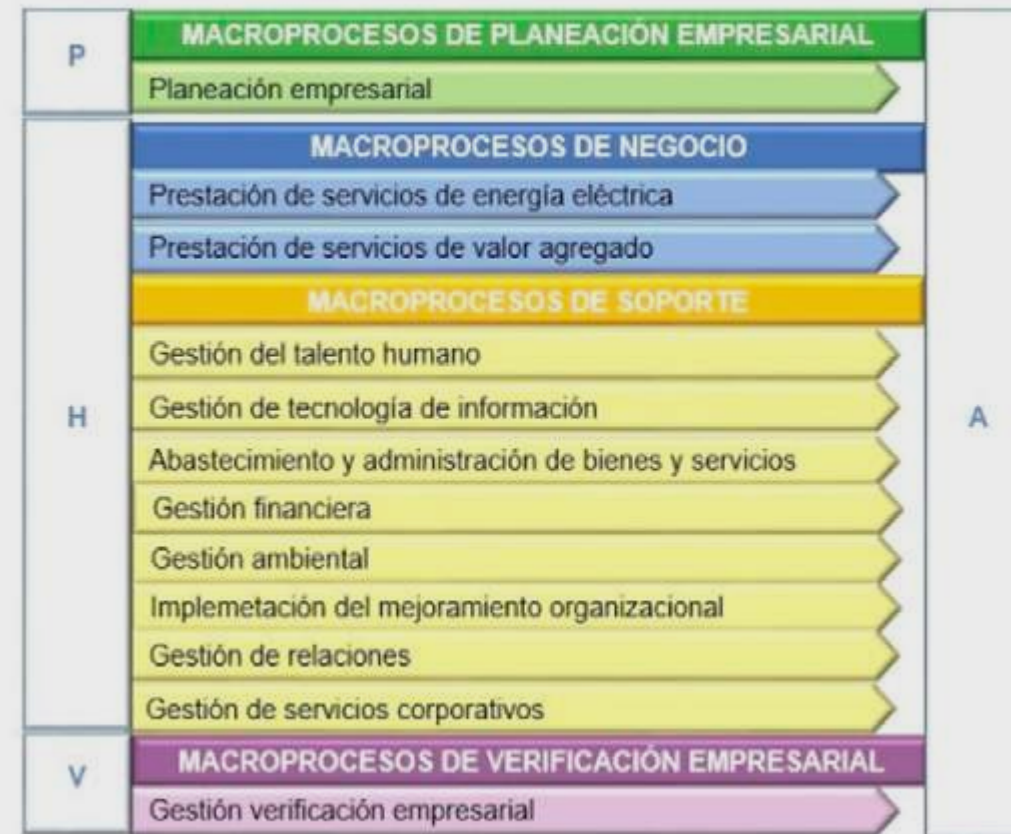 P
MACROPROCESOS DE PLANEACIÓN EMPRESARIAL
Planeación empresarial
H
MACROPROCESOS DE NEGOCIO
Prestación de servicios de energía eléctrica
Prestación de servicios de valor agregado
MACROPROCESOS DE SOPORTE
Gestión del talento humano
Gestión de tecnología de información
Abastecimiento y administración de bienes y servicios
Gestión financiera
Gestión ambiental
Implemetación del mejoramiento organizacional
Gestión de relaciones
Gestión de servicios corporativos
V
MACROPROCESOS DE VERIFICACIÓN EMPRESARIAL
Gestión verificación empresarial
A